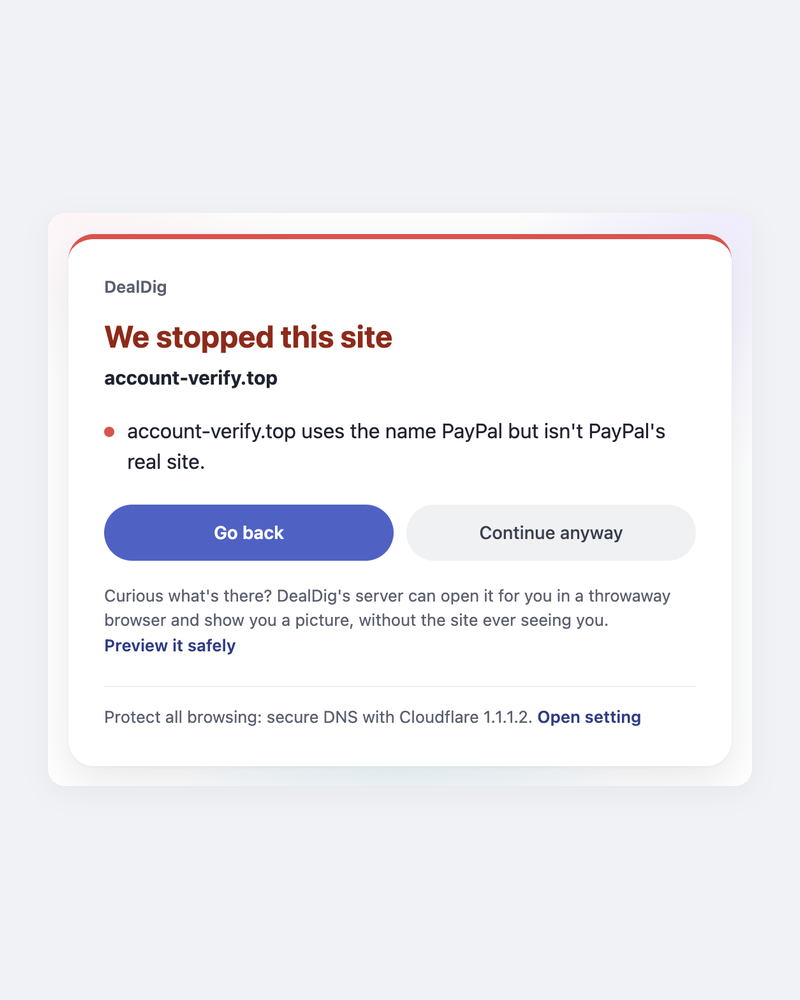 DealDig
We stopped this site
account-verify.top
account-verify.top uses the name PayPal but isn't PayPal's
real site.
Go back
Continue anyway
Curious what's there? DealDig's server can open it for you in a throwaway
browser and show you a picture, without the site ever seeing you.
Preview it safely
Protect all browsing: secure DNS with Cloudflare 1.1.1.2. Open setting